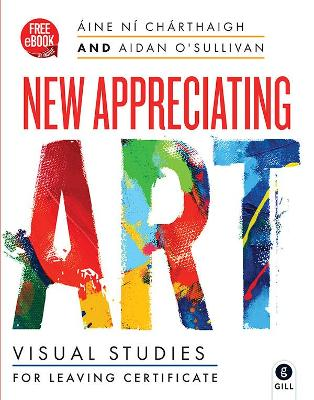 FREE
eBOOK
ÁINE NÍ CHÁRTHAIGH
AND AIDAN O'SULLIVAN
NEW APPRECIATING
ART
VISUAL STUDIES
FOR LEAVING CERTIFICATE
g
GILL